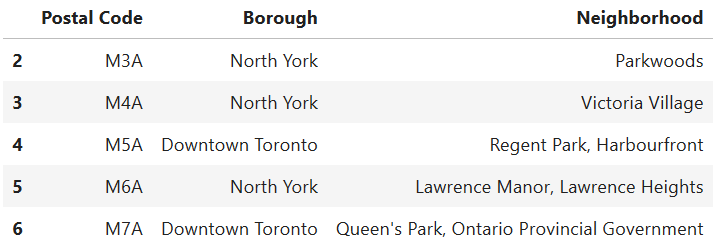 Postal Code Borough Neighborhood
2 M3A North York Parkwoods
3 M4A North York Victoria Village
4 M5A Downtown Toronto Regent Park, Harbourfront
5 M6A North York Lawrence Manor, Lawrence Heights
6 M7A Downtown Toronto Queen's Park, Ontario Provincial Government